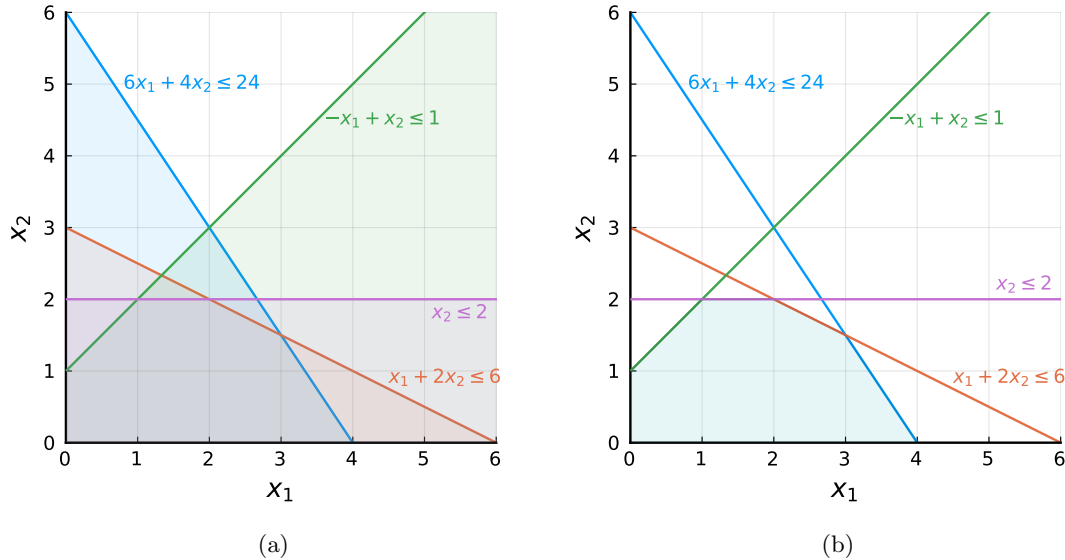 6
5
4
3
2
1
0
x₂
6x₁ + 4x₂ ≤ 24
−x₁ + x₂ ≤ 1
x₂ ≤ 2
x₁ + 2x₂ ≤ 6
0 1 2 3 4 5 6
x₁
(a)
6
5
4
3
2
1
0
x₂
6x₁ + 4x₂ ≤ 24
−x₁ + x₂ ≤ 1
x₂ ≤ 2
x₁ + 2x₂ ≤ 6
0 1 2 3 4 5 6
x₁
(b)